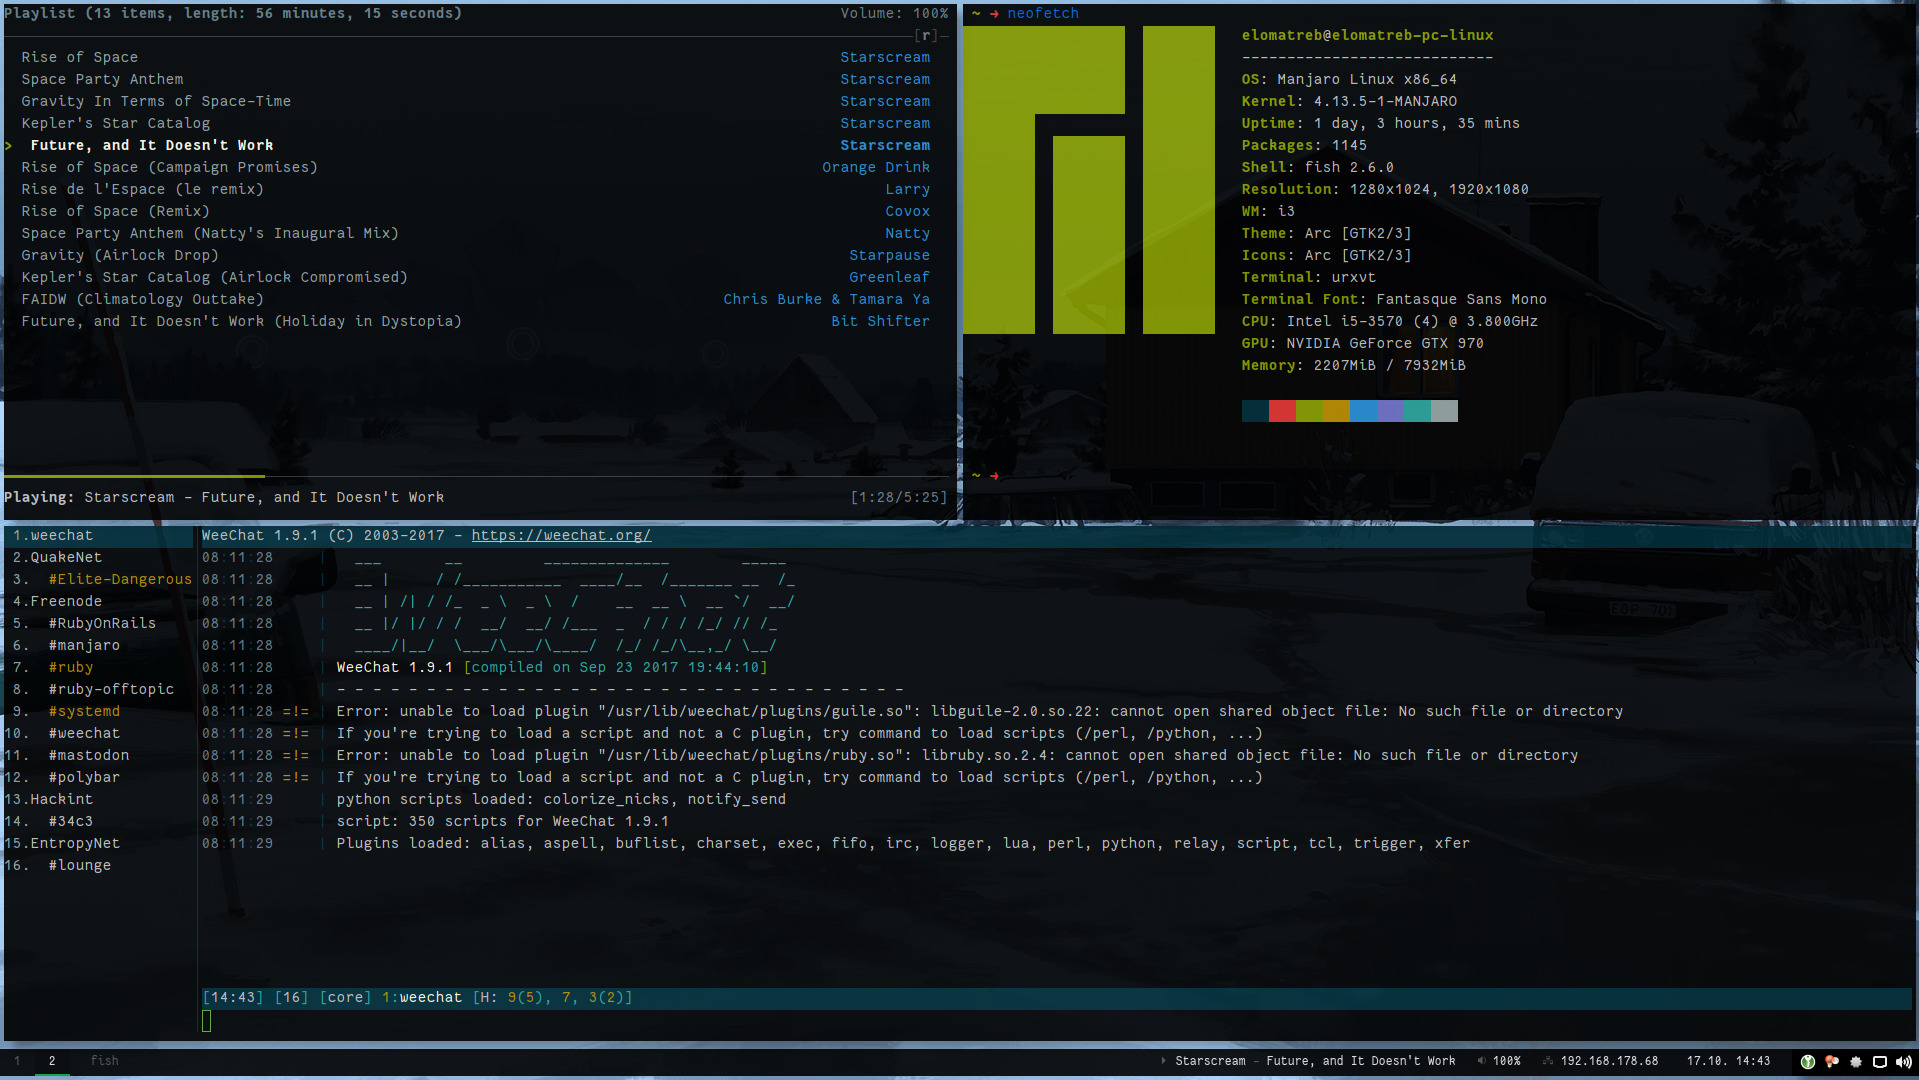 Playlist (13 items, length: 56 minutes, 15 seconds) Volume: 100%
[r]
Rise of Space Starscream
Space Party Anthem Starscream
Gravity In Terms of Space-Time Starscream
Kepler's Star Catalog Starscream
> Future, and It Doesn't Work Starscream
Rise of Space (Campaign Promises) Orange Drink
Rise de l'Espace (le remix) Larry
Rise of Space (Remix) Covox
Space Party Anthem (Natty's Inaugural Mix) Natty
Gravity (Airlock Drop) Starpause
Kepler's Star Catalog (Airlock Compromised) Greenleaf
FAIDW (Climatology Outtake) Chris Burke & Tamara Ya
Future, and It Doesn't Work (Holiday in Dystopia) Bit Shifter
Playing: Starscream - Future, and It Doesn't Work [1:28/5:25]
~ → neofetch
elomatreb@elomatreb-pc-linux
----------------------------
OS: Manjaro Linux x86_64
Kernel: 4.13.5-1-MANJARO
Uptime: 1 day, 3 hours, 35 mins
Packages: 1145
Shell: fish 2.6.0
Resolution: 1280x1024, 1920x1080
WM: i3
Theme: Arc [GTK2/3]
Icons: Arc [GTK2/3]
Terminal: urxvt
Terminal Font: Fantasque Sans Mono
CPU: Intel i5-3570 (4) @ 3.800GHz
GPU: NVIDIA GeForce GTX 970
Memory: 2207MiB / 7932MiB
~ →
1.weechat
2.QuakeNet
3. #Elite-Dangerous
4.Freenode
5. #RubyOnRails
6. #manjaro
7. #ruby
8. #ruby-offtopic
9. #systemd
10. #weechat
11. #mastodon
12. #polybar
13.Hackint
14. #34c3
15.EntropyNet
16. #lounge
WeeChat 1.9.1 (C) 2003-2017 - https://weechat.org/
08:11:28
08:11:28
08:11:28
08:11:28
08:11:28
08:11:28 | WeeChat 1.9.1 [compiled on Sep 23 2017 19:44:10]
08:11:28 | - - - - - - - - - - - - - - - - - - - - - - - - - - - - - - - -
08:11:28 =!= | Error: unable to load plugin "/usr/lib/weechat/plugins/guile.so": libguile-2.0.so.22: cannot open shared object file: No such file or directory
08:11:28 =!= | If you're trying to load a script and not a C plugin, try command to load scripts (/perl, /python, ...)
08:11:28 =!= | Error: unable to load plugin "/usr/lib/weechat/plugins/ruby.so": libruby.so.2.4: cannot open shared object file: No such file or directory
08:11:28 =!= | If you're trying to load a script and not a C plugin, try command to load scripts (/perl, /python, ...)
08:11:29 | python scripts loaded: colorize_nicks, notify_send
08:11:29 | script: 350 scripts for WeeChat 1.9.1
08:11:29 | Plugins loaded: alias, aspell, buflist, charset, exec, fifo, irc, logger, lua, perl, python, relay, script, tcl, trigger, xfer
[14:43] [16] [core] 1:weechat [H: 9(5), 7, 3(2)]
1 2 fish
Starscream - Future, and It Doesn't Work 100% 192.168.178.68 17.10. 14:43